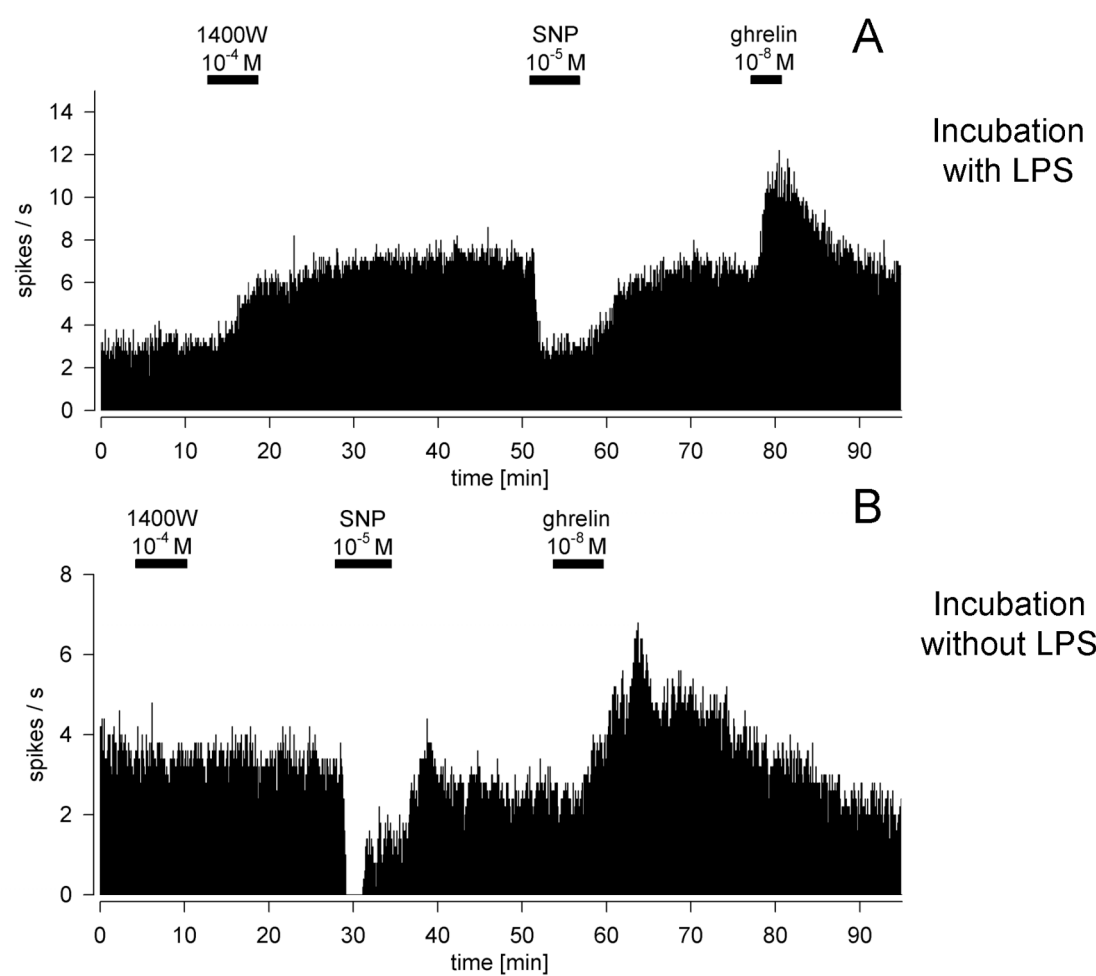 1400W SNP ghrelin A
10⁻⁴ M 10⁻⁵ M 10⁻⁸ M
Incubation
with LPS
14
12
10
8
6
4
2
0
spikes / s
0 10 20 30 40 50 60 70 80 90
time [min]
1400W SNP ghrelin B
10⁻⁴ M 10⁻⁵ M 10⁻⁸ M
Incubation
without LPS
8
6
4
2
0
spikes / s
0 10 20 30 40 50 60 70 80 90
time [min]